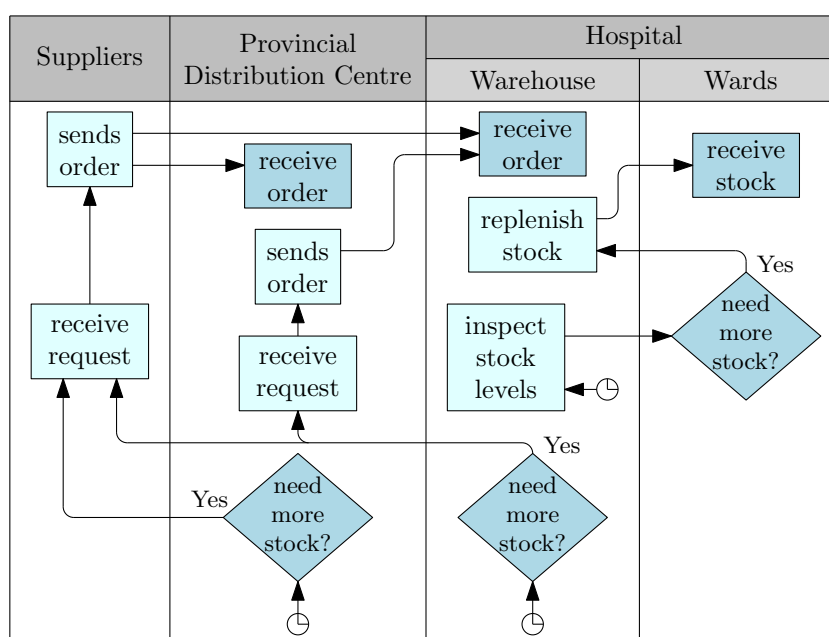 Suppliers
Provincial
Distribution Centre
Hospital
Warehouse
Wards
sends
order
receive
order
receive
order
receive
stock
replenish
stock
sends
order
Yes
receive
request
receive
request
inspect
stock
levels
need
more
stock?
Yes
Yes
need
more
stock?
need
more
stock?